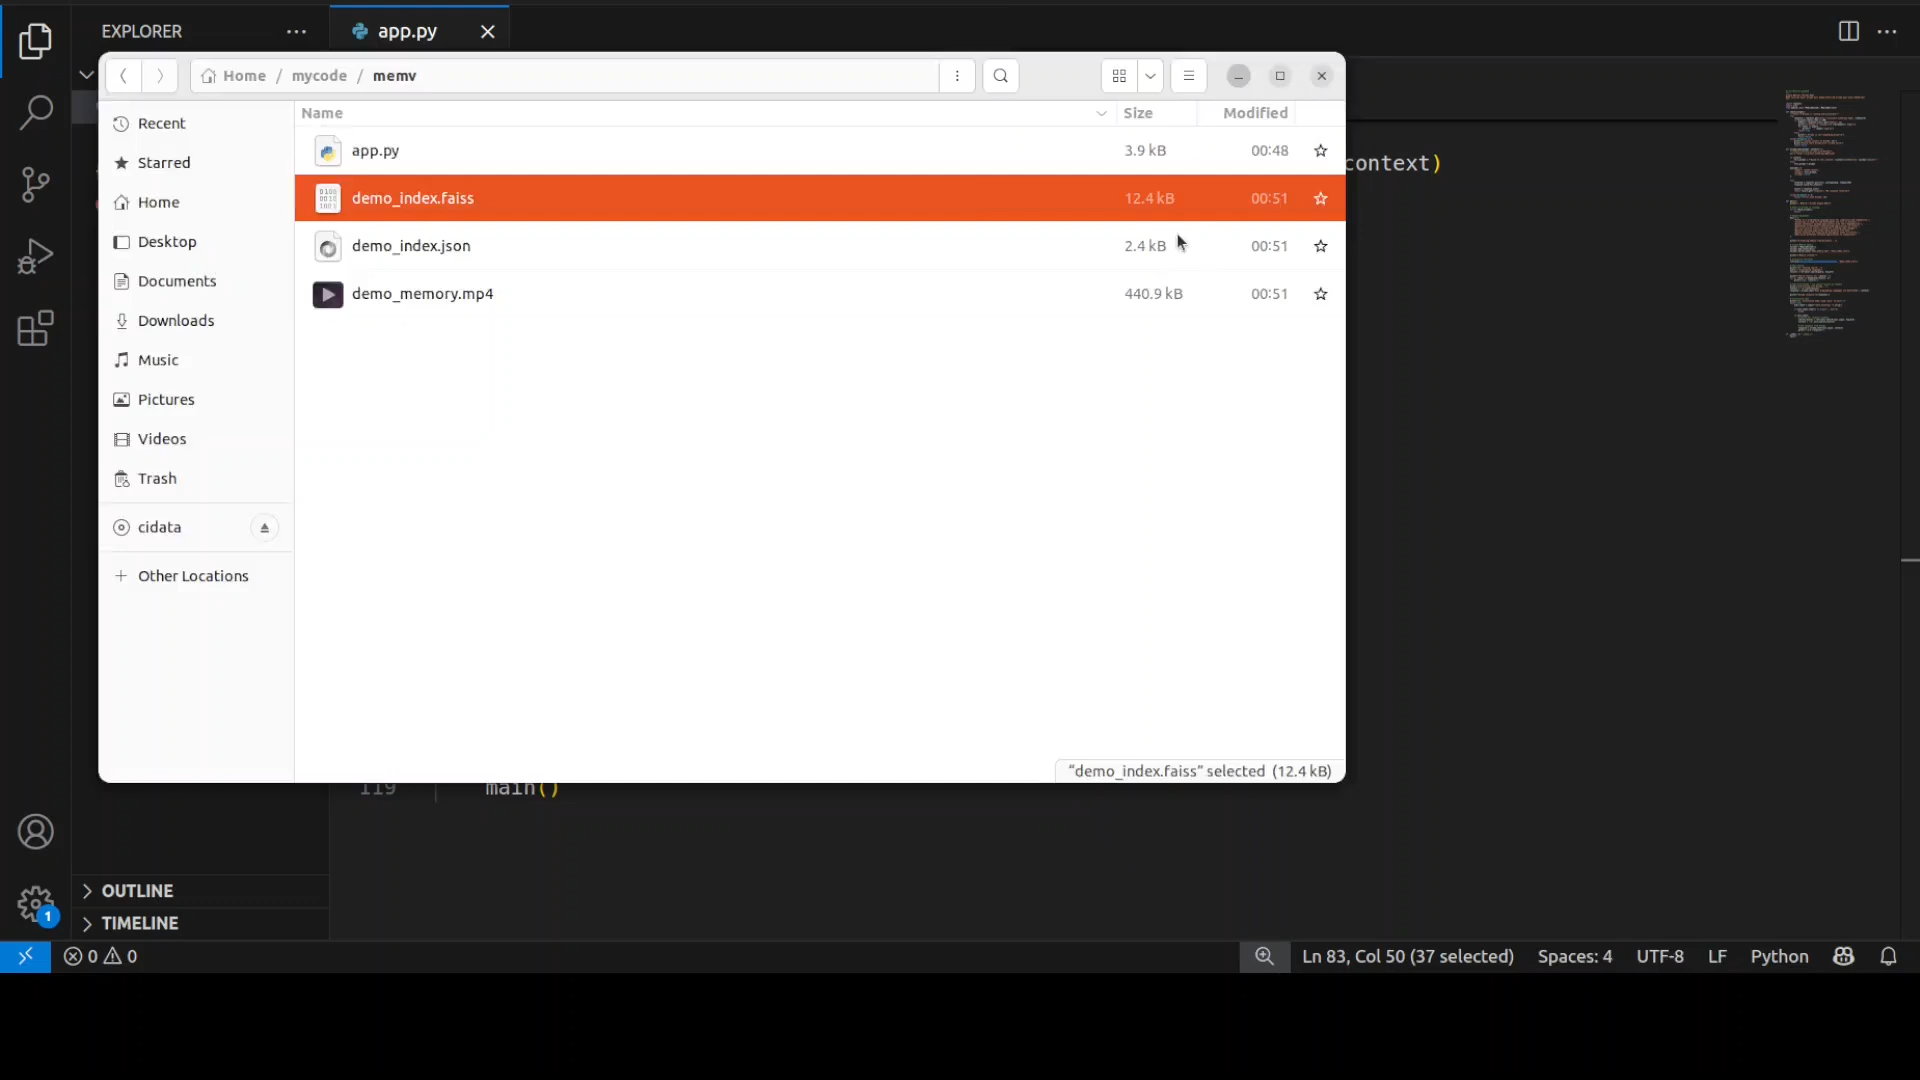 EXPLORER
app.py
Home / mycode / memv
Name Size Modified
Recent
Starred
Home
Desktop
Documents
Downloads
Music
Pictures
Videos
Trash
cidata
Other Locations
app.py 3.9 kB 00:48
demo_index.faiss 12.4 kB 00:51
demo_index.json 2.4 kB 00:51
demo_memory.mp4 440.9 kB 00:51
"demo_index.faiss" selected (12.4 kB)
context)
119 main()
OUTLINE
TIMELINE
1
0 0
Ln 83, Col 50 (37 selected) Spaces: 4 UTF-8 LF Python